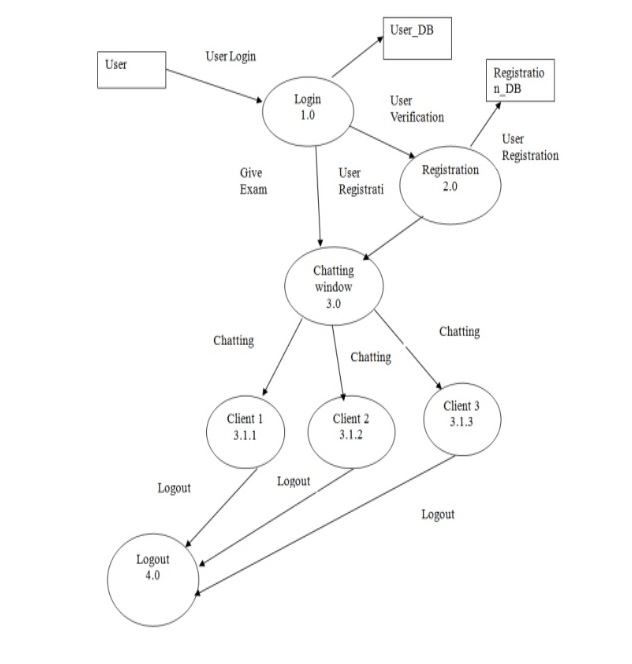 User_DB
User Login
User
Registratio
n_DB
Login
1.0
User
Verification
User
Registration
Give
Exam
User
Registrati
Registration
2.0
Chatting
window
3.0
Chatting
Chatting
Chatting
Client 1
3.1.1
Client 2
3.1.2
Client 3
3.1.3
Logout
Logout
Logout
Logout
4.0